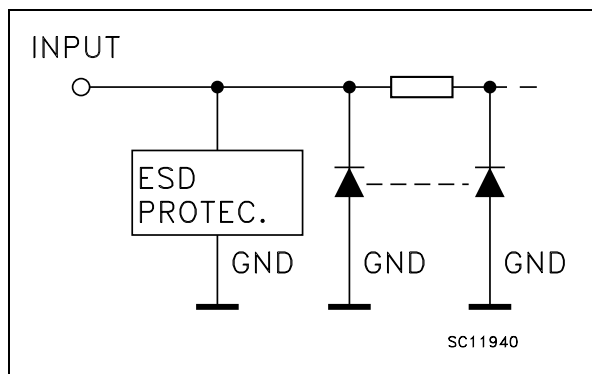 INPUT
ESD
PROTEC.
GND
GND
GND
SC11940